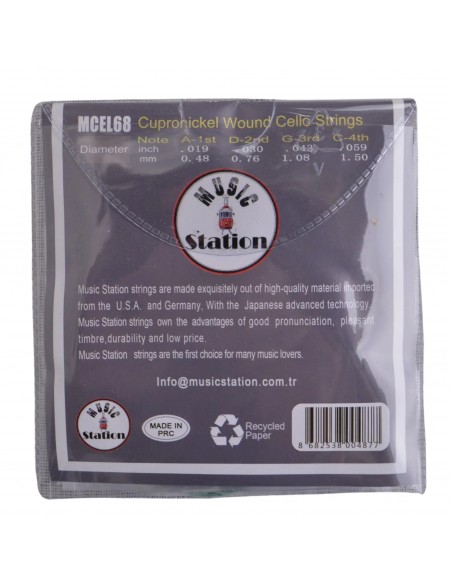 MCEL68 Cupronickel Wound Cello Strings
Note A-1st D-2nd G-3rd C-4th
Diameter inch .019 .030 .043 .059
mm 0.48 0.76 1.08 1.50
MUSIC
Station
Music Station strings are made exquisitely out of high-quality material imported
from the U.S.A. and Germany, With the Japanese advanced technology.
Music Station strings own the advantages of good pronunciation, pleasant
timbre,durability and low price.
Music Station strings are the first choice for many music lovers.
Info@musicstation.com.tr
MUSIC
Station
MADE IN
PRC
Recycled
Paper
8 682538 004877